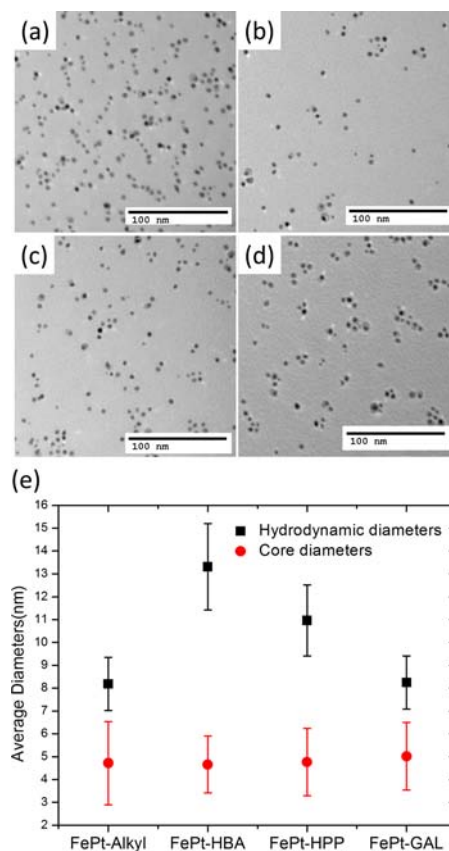 (a)
(b)
100 nm
100 nm
(c)
(d)
100 nm
100 nm
(e)
16
15
14
13
12
11
10
9
8
7
6
5
4
3
2
Average Diameters(nm)
Hydrodynamic diameters
Core diameters
FePt-Alkyl FePt-HBA FePt-HPP FePt-GAL